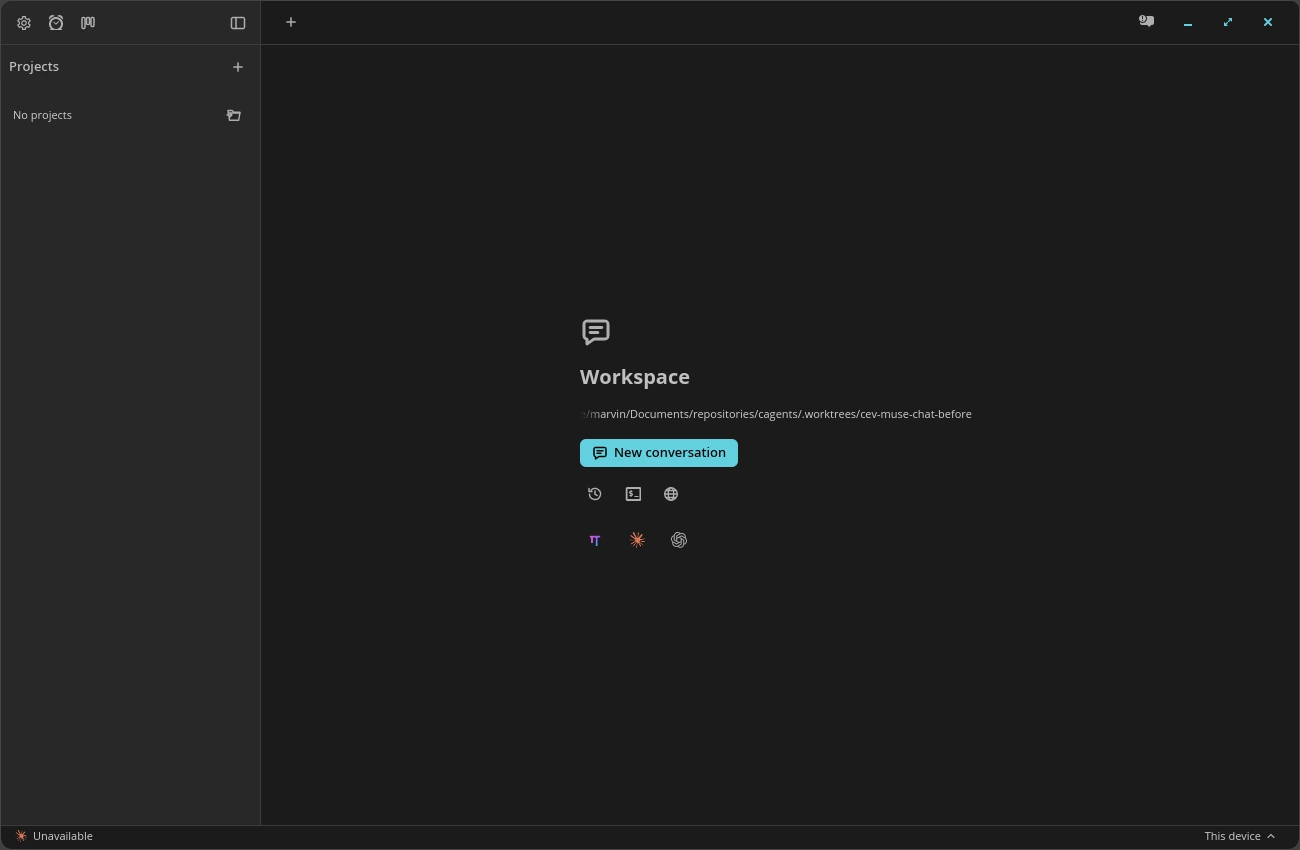 Projects
No projects
Workspace
/marvin/Documents/repositories/cagents/.worktrees/cev-muse-chat-before
New conversation
Unavailable
This device